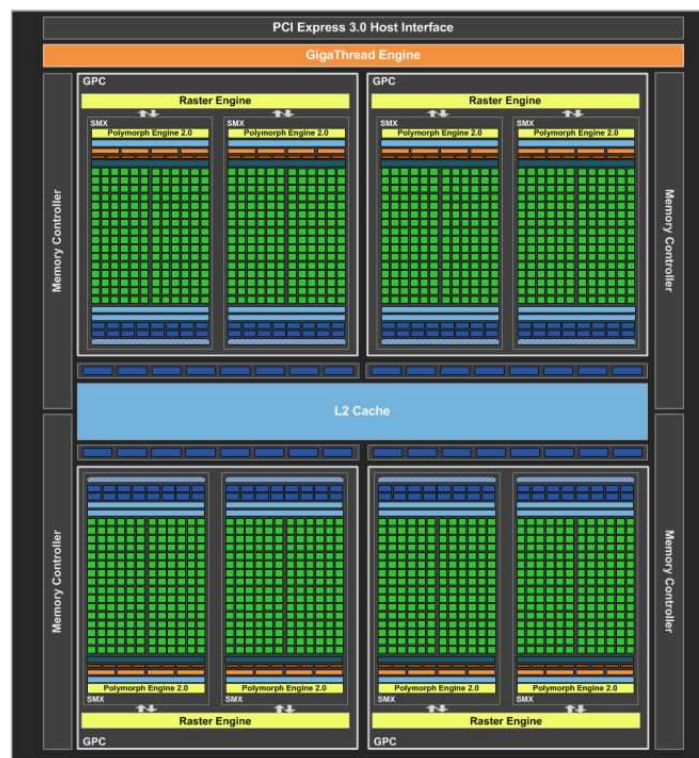 PCI Express 3.0 Host Interface
GigaThread Engine
GPC
GPC
Raster Engine
Raster Engine
SMX
SMX
SMX
SMX
Polymorph Engine 2.0
Polymorph Engine 2.0
Polymorph Engine 2.0
Polymorph Engine 2.0
Memory Controller
Memory Controller
L2 Cache
Memory Controller
Memory Controller
Polymorph Engine 2.0
Polymorph Engine 2.0
Polymorph Engine 2.0
Polymorph Engine 2.0
SMX
SMX
SMX
SMX
Raster Engine
Raster Engine
GPC
GPC